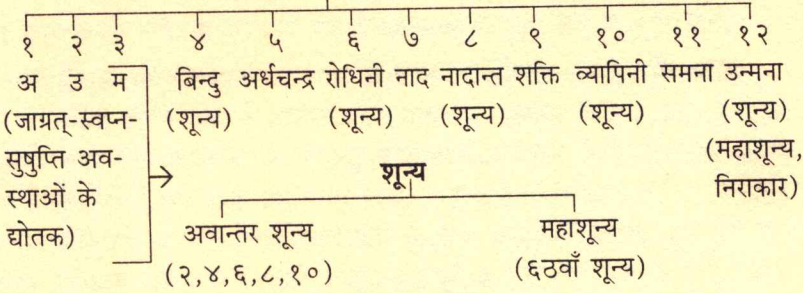 १ २ ३ ४ ५ ६ ७ ८ ९ १० ११ १२
अ उ म बिन्दु अर्धचन्द्र रोधिनी नाद नादान्त शक्ति व्यापिनी समना उन्मना
(जाग्रत्-स्वप्न- (शून्य) (शून्य) (शून्य) (शून्य) (शून्य)
सुषुप्ति अव- (महाशून्य,
स्थाओं के शून्य निराकार)
द्योतक) अवान्तर शून्य महाशून्य
(२,४,६,८,१०) (६ठवाँ शून्य)